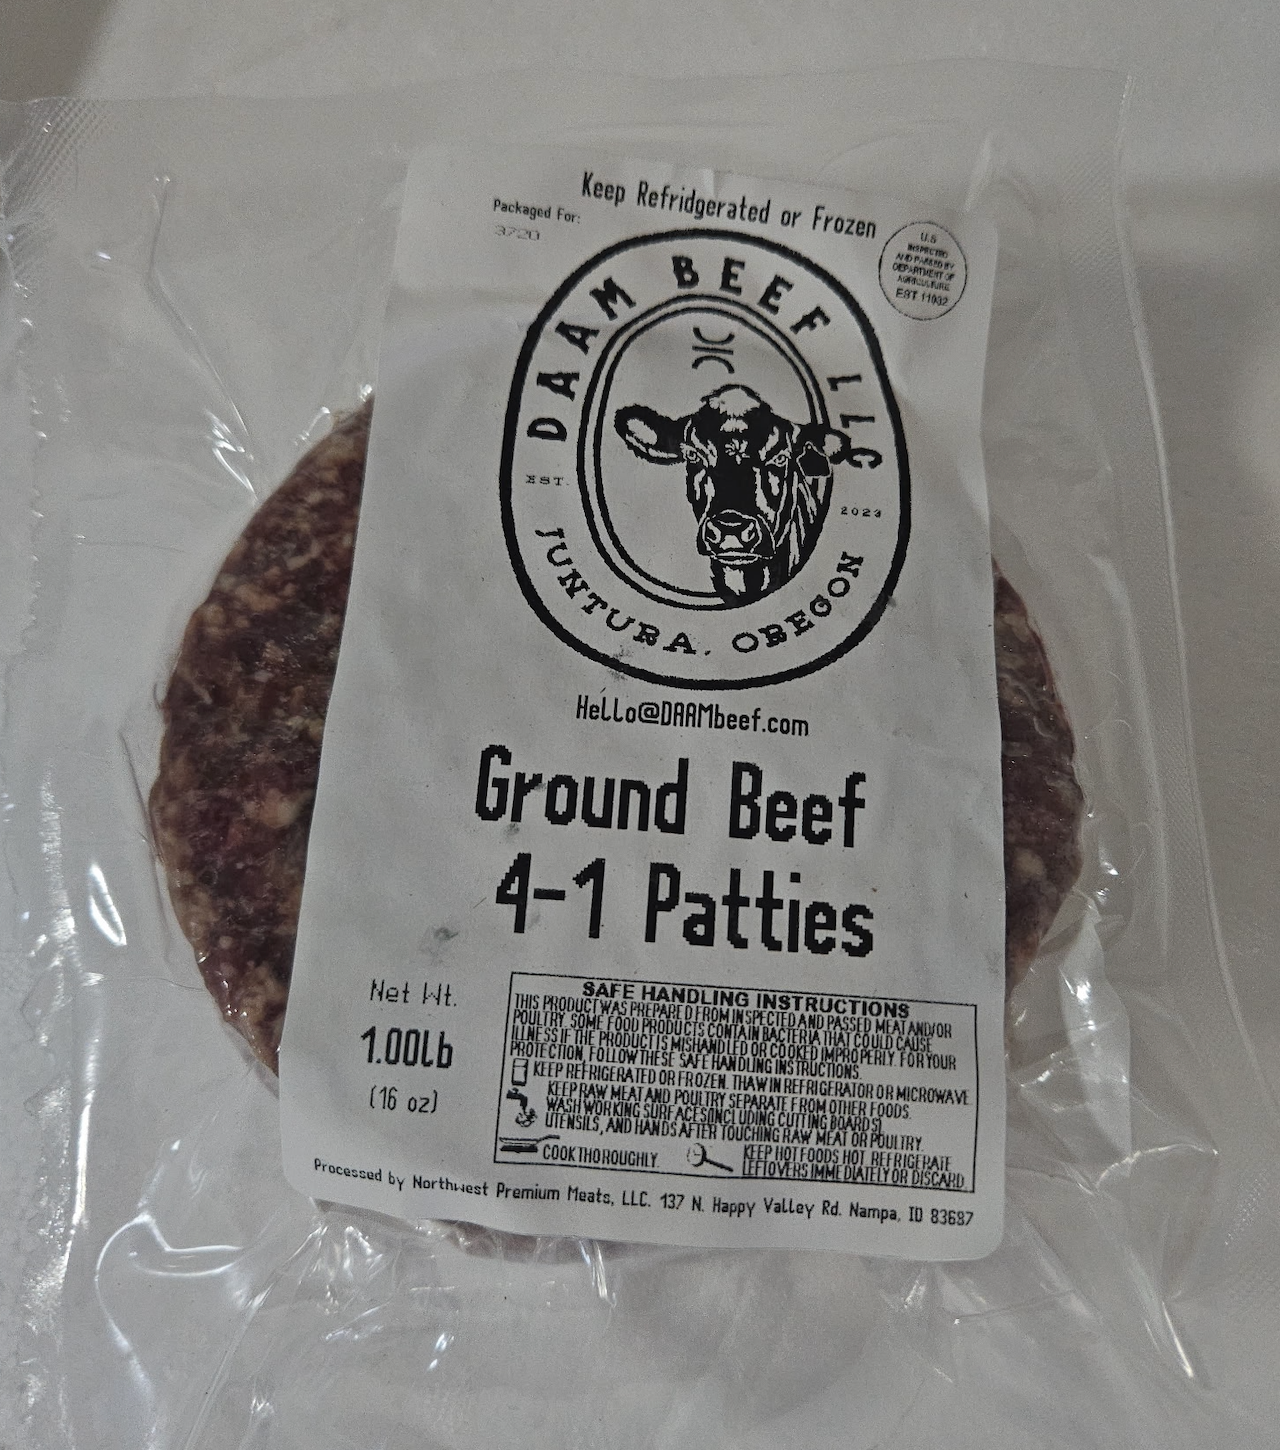 Keep Refridgerated or Frozen
Packaged For:
3720
U.S
INSPECTED
AND PASSED BY
DEPARTMENT OF
AGRICULTURE
EST 11032
DAAM BEEF LLC
EST.
2023
JUNTURA, OREGON
Hello@DAAMbeef.com
Ground Beef
4-1 Patties
Net Wt.
1.00lb
(16 oz)
SAFE HANDLING INSTRUCTIONS
THIS PRODUCT WAS PREPARED FROM INSPECTED AND PASSED MEAT AND/OR
POULTRY. SOME FOOD PRODUCTS CONTAIN BACTERIA THAT COULD CAUSE
ILLNESS IF THE PRODUCT IS MISHANDLED OR COOKED IMPROPERLY. FOR YOUR
PROTECTION, FOLLOW THESE SAFE HANDLING INSTRUCTIONS.
KEEP REFRIGERATED OR FROZEN. THAW IN REFRIGERATOR OR MICROWAVE
KEEP RAW MEAT AND POULTRY SEPARATE FROM OTHER FOODS.
WASH WORKING SURFACES(INCLUDING CUTTING BOARDS),
UTENSILS, AND HANDS AFTER TOUCHING RAW MEAT OR POULTRY.
COOK THOROUGHLY.
KEEP HOT FOODS HOT. REFRIGERATE
LEFTOVERS IMMEDIATELY OR DISCARD.
Processed by Northwest Premium Meats, LLC. 137 N. Happy Valley Rd. Nampa, ID 83687